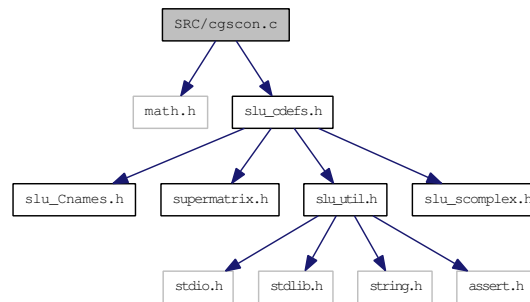 SRC/cgscon.c
math.h
slu_cdefs.h
slu_Cnames.h
supermatrix.h
slu_util.h
slu_scomplex.h
stdio.h
stdlib.h
string.h
assert.h